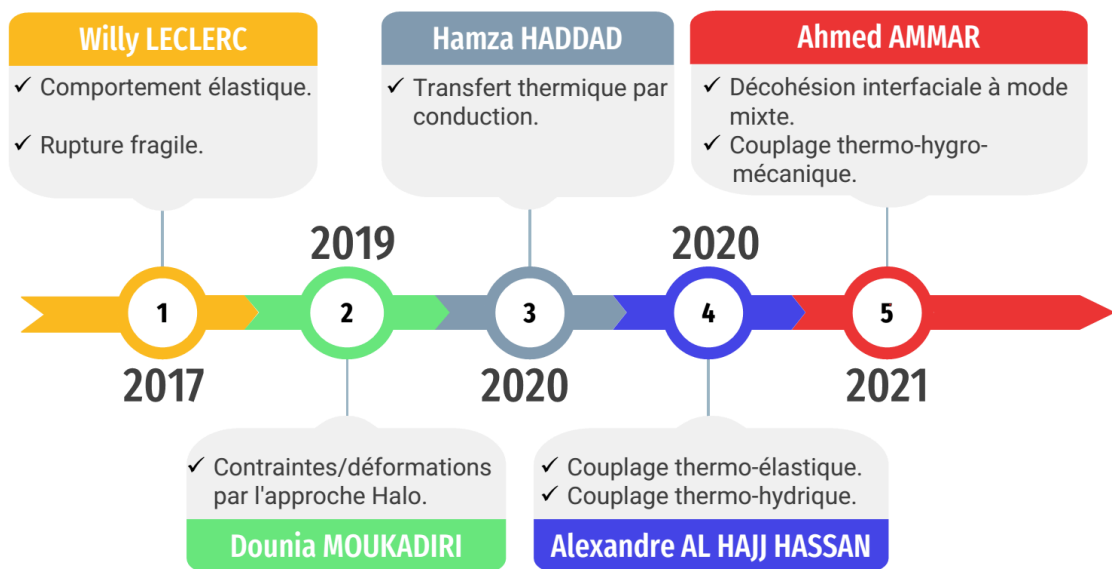 Willy LECLERC
✓ Comportement élastique.
✓ Rupture fragile.
Hamza HADDAD
✓ Transfert thermique par
conduction.
Ahmed AMMAR
✓ Décohésion interfaciale à mode
mixte.
✓ Couplage thermo-hygro-
mécanique.
2019
2020
1
2
3
4
5
2017
2020
2021
✓ Contraintes/déformations
par l'approche Halo.
Dounia MOUKADIRI
✓ Couplage thermo-élastique.
✓ Couplage thermo-hydrique.
Alexandre AL HAJJ HASSAN